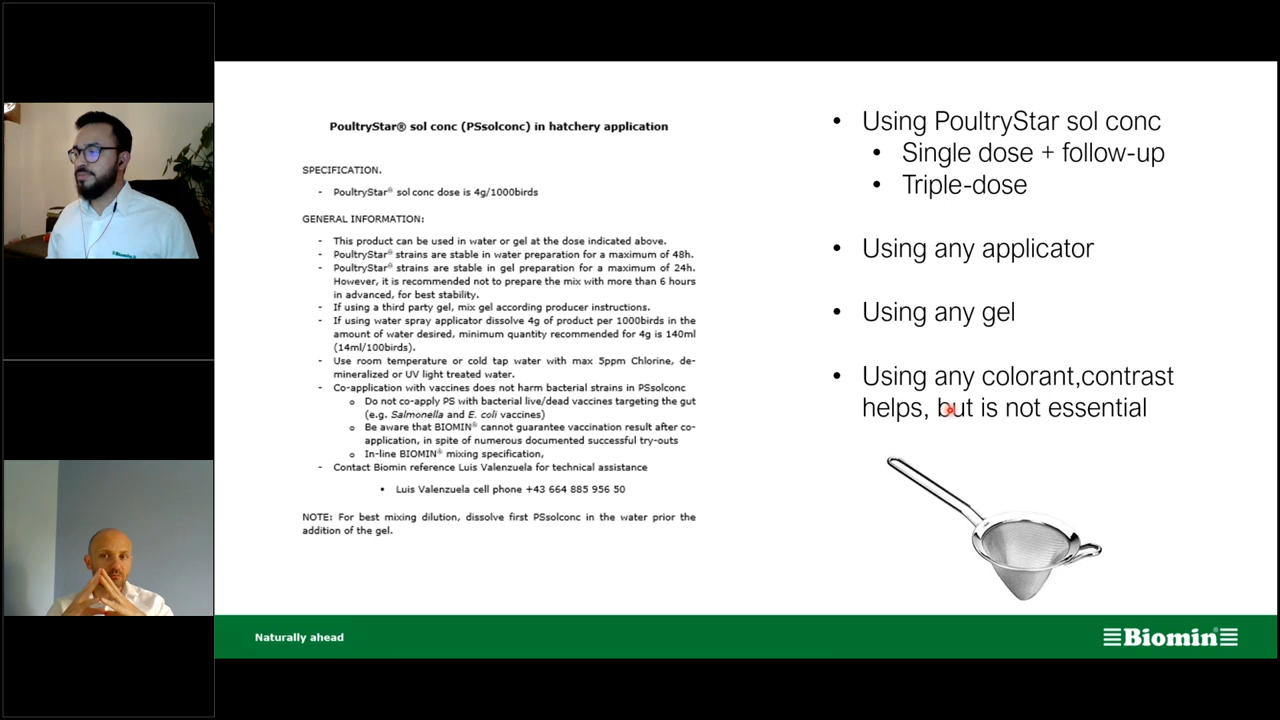 PoultryStar® sol conc (PSsolconc) in hatchery application
SPECIFICATION.
- PoultryStar® sol conc dose is 4g/1000birds
GENERAL INFORMATION:
- This product can be used in water or gel at the dose indicated above.
- PoultryStar® strains are stable in water preparation for a maximum of 48h.
- PoultryStar® strains are stable in gel preparation for a maximum of 24h.
However, it is recommended not to prepare the mix with more than 6 hours
in advanced, for best stability.
- If using a third party gel, mix gel according producer instructions.
- If using water spray applicator dissolve 4g of product per 1000birds in the
amount of water desired, minimum quantity recommended for 4g is 140ml
(14ml/100birds).
- Use room temperature or cold tap water with max 5ppm Chlorine, de-
mineralized or UV light treated water.
- Co-application with vaccines does not harm bacterial strains in PSsolconc
o Do not co-apply PS with bacterial live/dead vaccines targeting the gut
(e.g. Salmonella and E. coli vaccines)
o Be aware that BIOMIN® cannot guarantee vaccination result after co-
application, in spite of numerous documented successful try-outs
o In-line BIOMIN® mixing specification,
- Contact Biomin reference Luis Valenzuela for technical assistance
▪ Luis Valenzuela cell phone +43 664 885 956 50
NOTE: For best mixing dilution, dissolve first PSsolconc in the water prior the
addition of the gel.
• Using PoultryStar sol conc
• Single dose + follow-up
• Triple-dose
• Using any applicator
• Using any gel
• Using any colorant,contrast
helps, but is not essential
Naturally ahead
Biomin®
Biomin